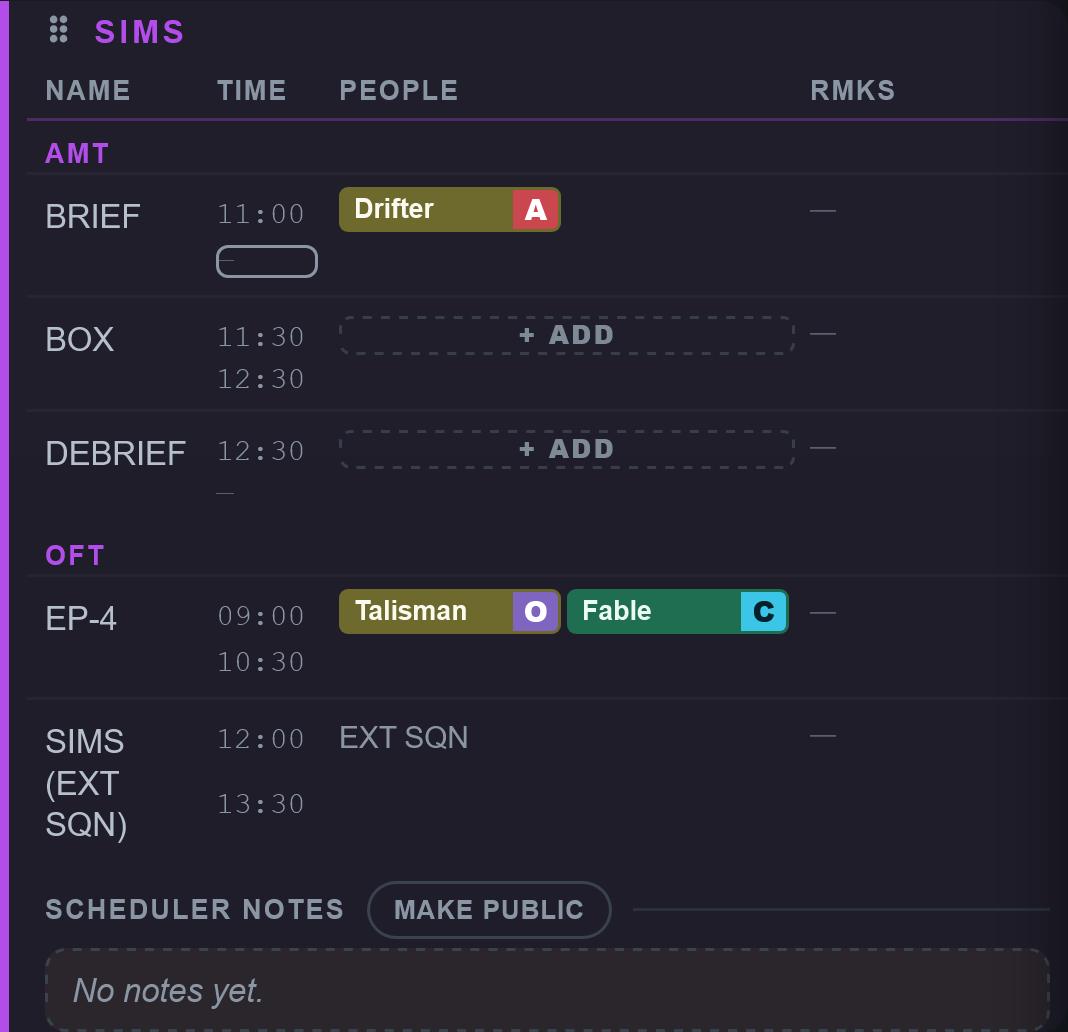 SIMS
NAME TIME PEOPLE RMKS
AMT
BRIEF 11:00 Drifter A —
—
BOX 11:30 + ADD —
12:30
DEBRIEF 12:30 + ADD —
—
OFT
EP-4 09:00 Talisman O Fable C —
10:30
SIMS 12:00 EXT SQN —
(EXT
13:30
SQN)
SCHEDULER NOTES MAKE PUBLIC
No notes yet.